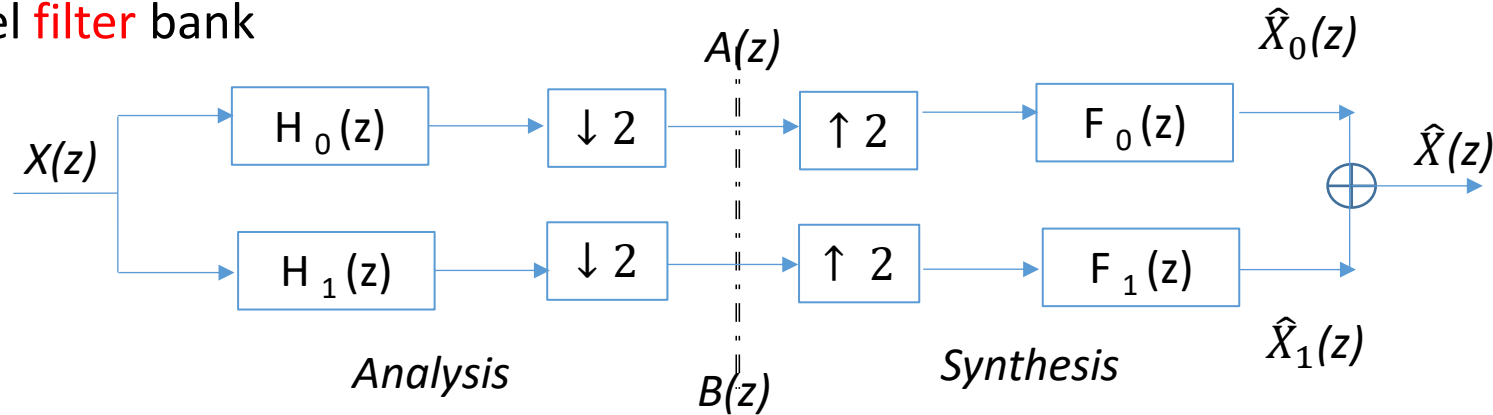 el filter bank
A(z)
X̂₀(z)
X(z)
H ₀ (z)
↓ 2
↑ 2
F ₀ (z)
X̂(z)
H ₁ (z)
↓ 2
↑ 2
F ₁ (z)
Analysis
B(z)
Synthesis
X̂₁(z)